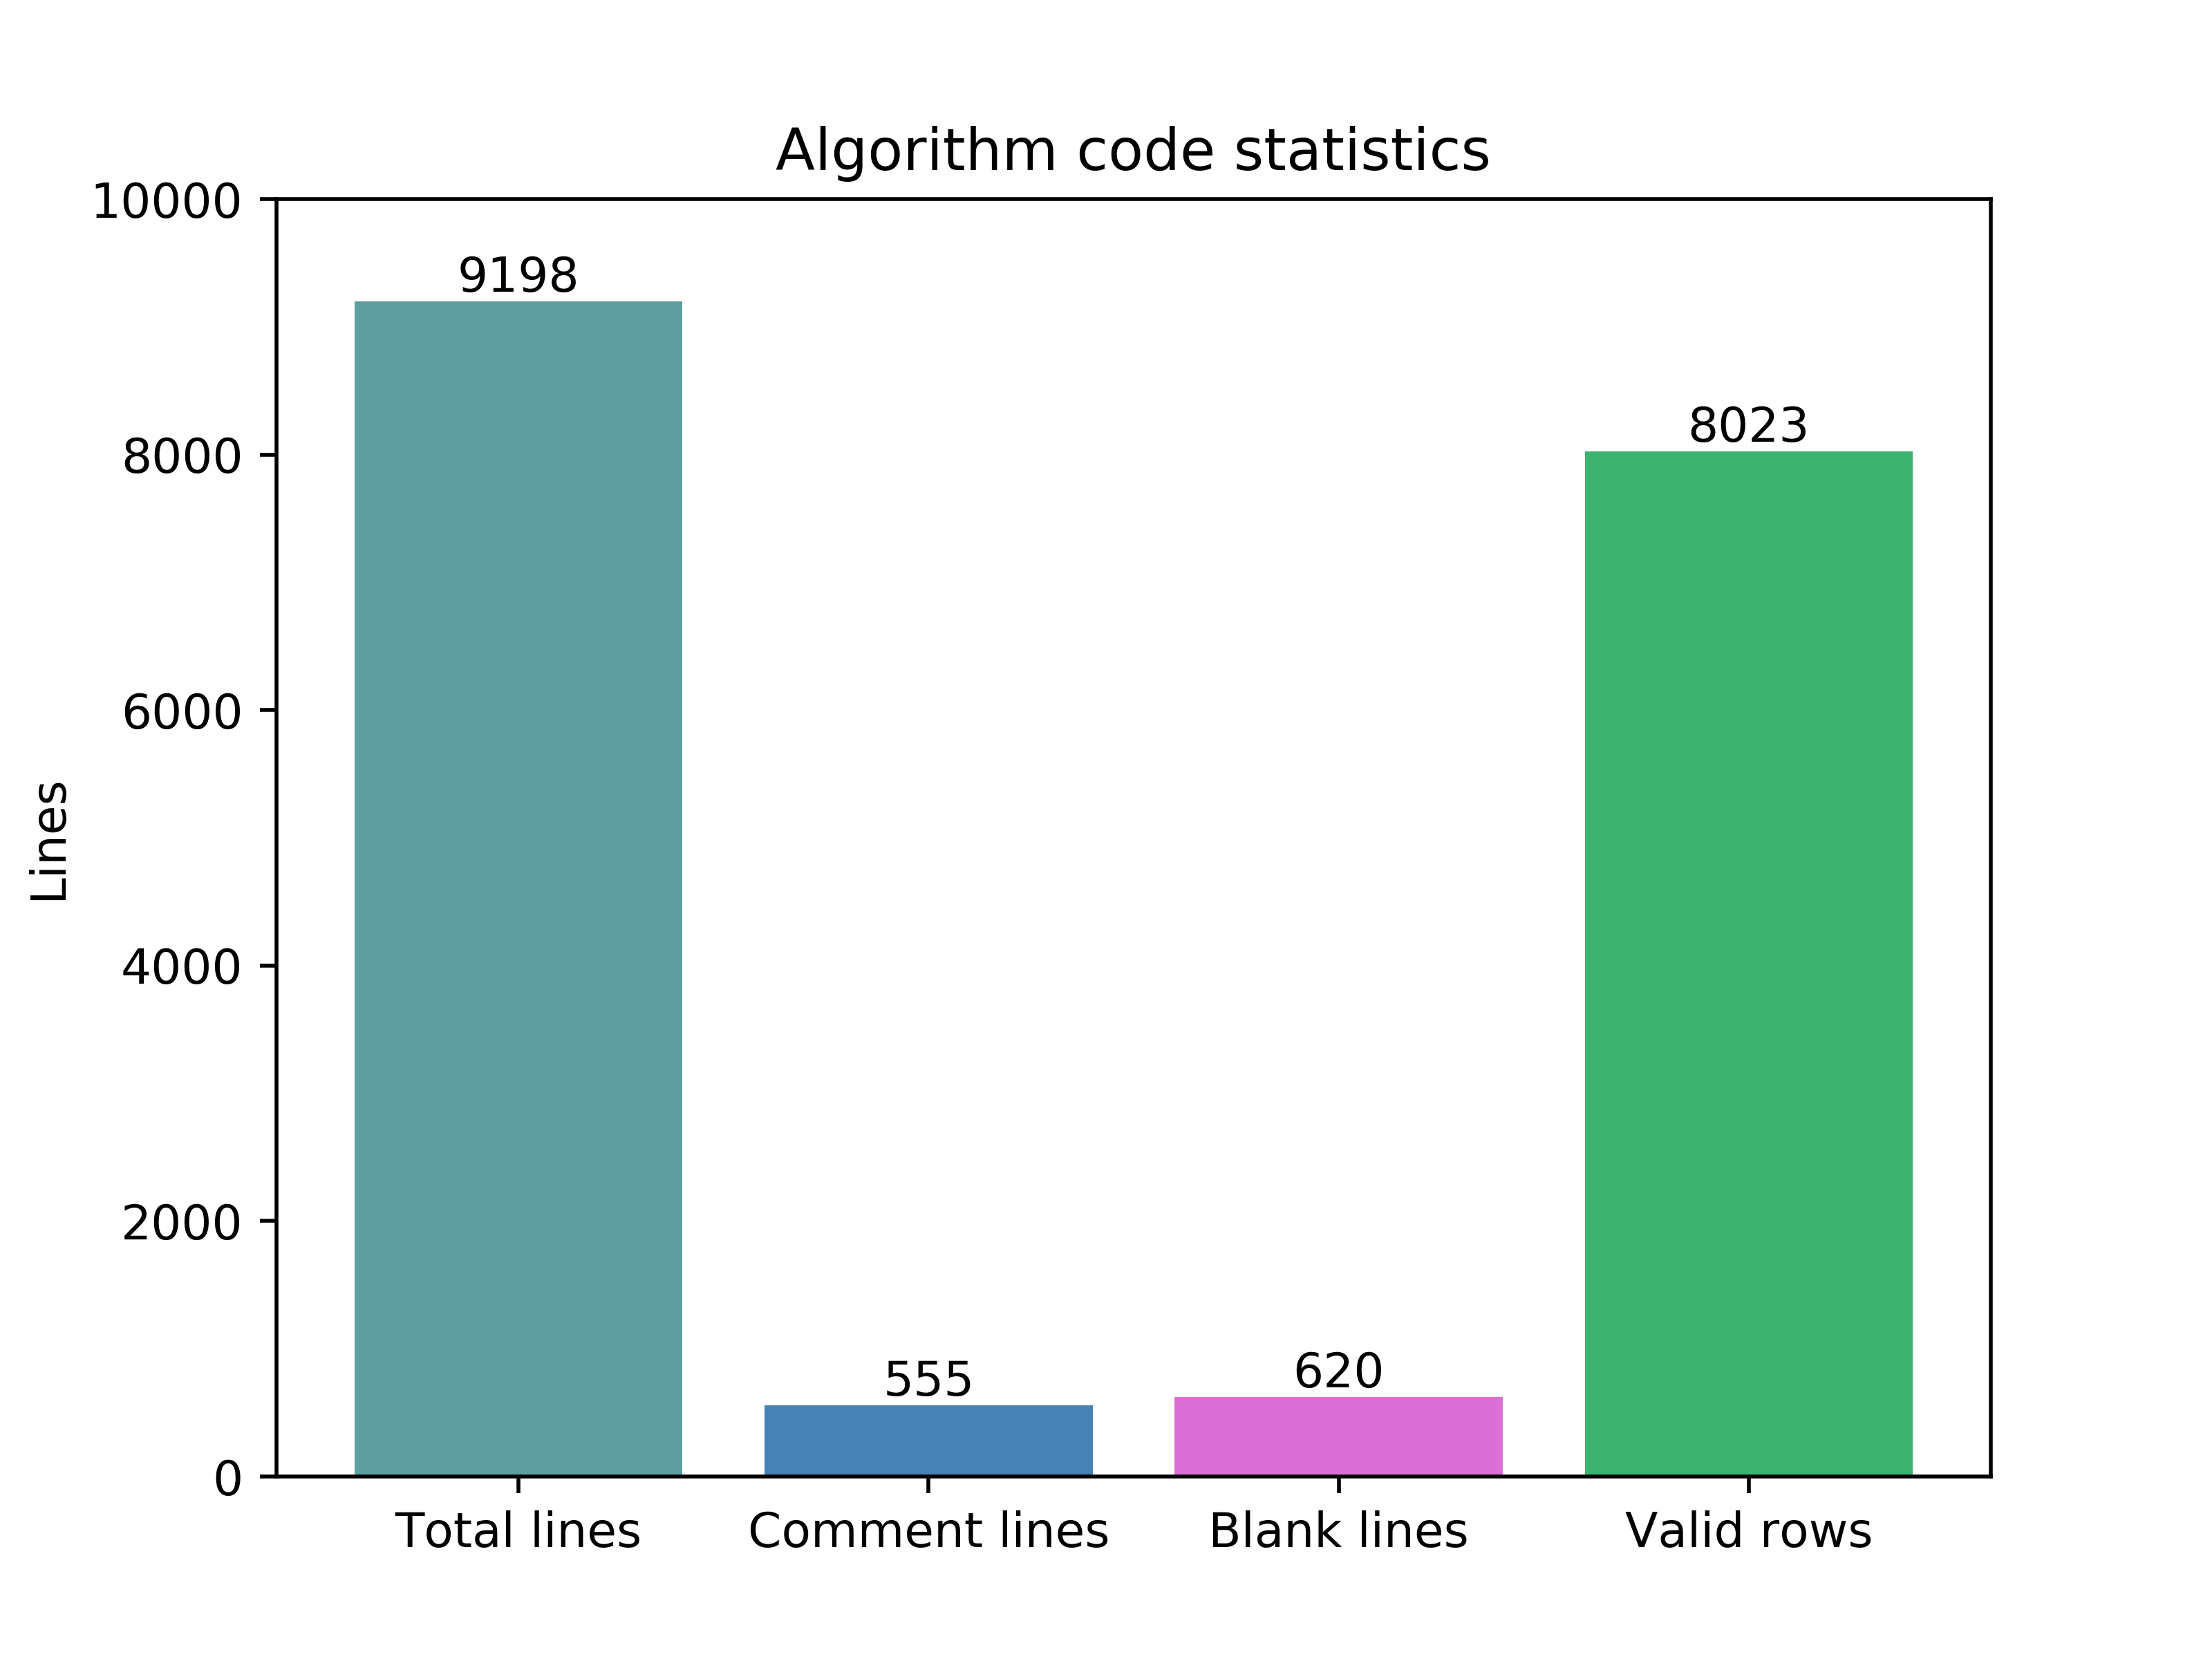 Algorithm code statistics
10000
8000
6000
4000
2000
0
Lines
9198
555
620
8023
Total lines
Comment lines
Blank lines
Valid rows